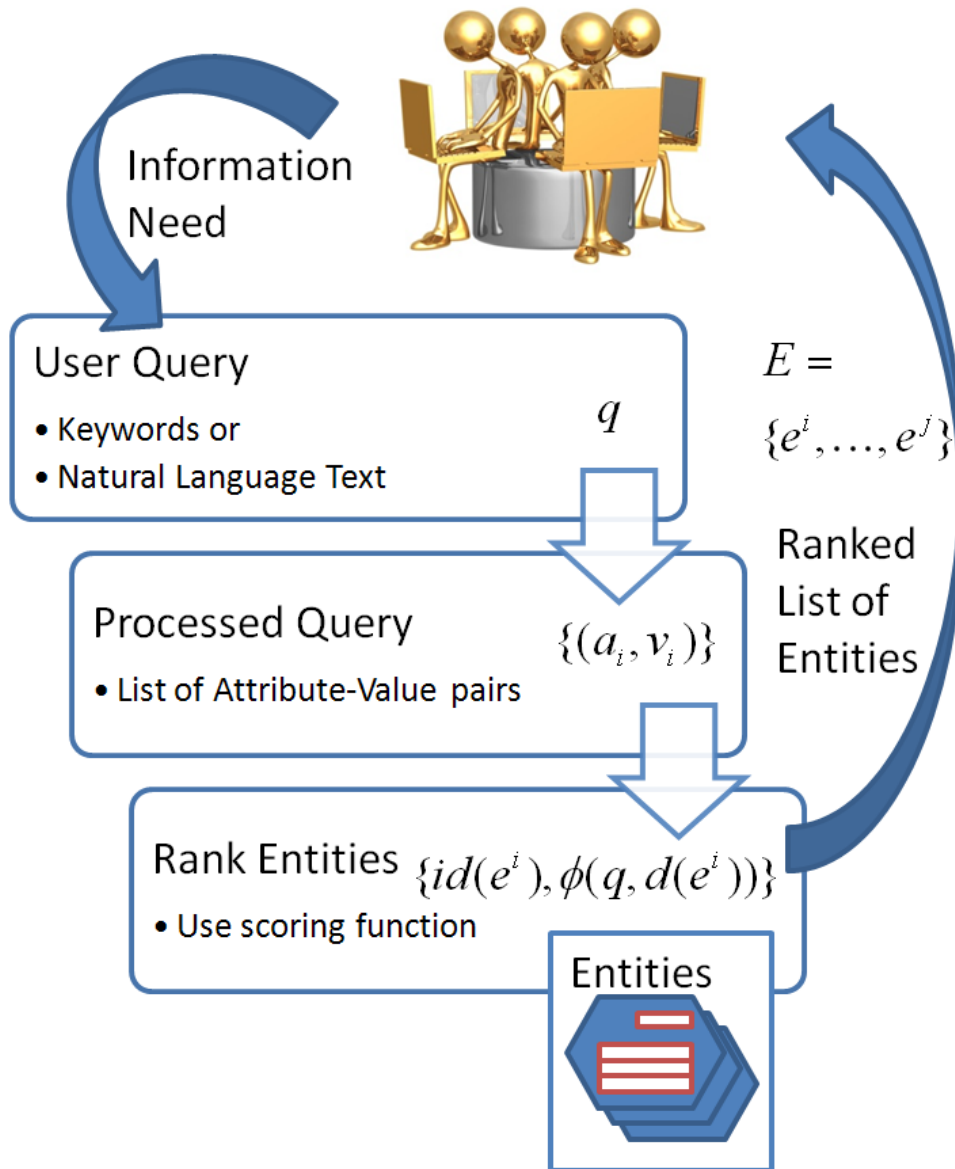 Information
Need
User Query
• Keywords or
• Natural Language Text
q
E =
{e^i,…, e^j}
Processed Query
• List of Attribute-Value pairs
{(a_i, v_i)}
Ranked
List of
Entities
Rank Entities
• Use scoring function
{id(e^i),ϕ(q, d(e^i))}
Entities